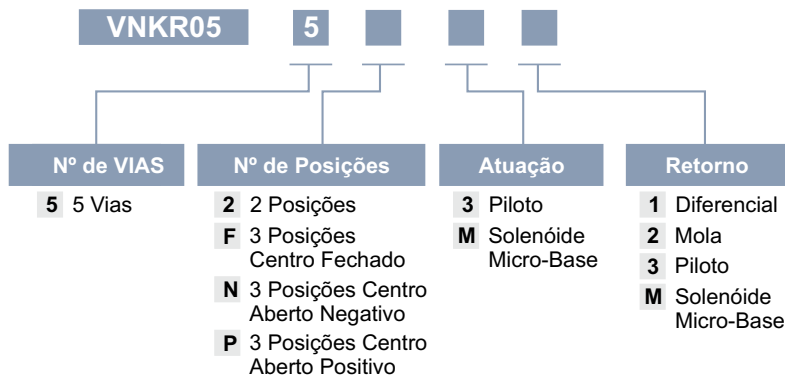 VNKR05 5
Nº de VIAS
5 5 Vias
Nº de Posições
2 2 Posições
F 3 Posições
Centro Fechado
N 3 Posições Centro
Aberto Negativo
P 3 Posições Centro
Aberto Positivo
Atuação
3 Piloto
M Solenóide
Micro-Base
Retorno
1 Diferencial
2 Mola
3 Piloto
M Solenóide
Micro-Base